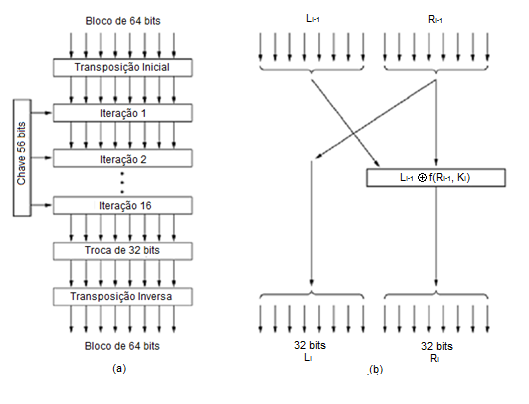 Bloco de 64 bits
Transposição Inicial
Chave 56 bits
Iteração 1
Iteração 2
Iteração 16
Troca de 32 bits
Transposição Inversa
Bloco de 64 bits
(a)
Li-1 Ri-1
Li-1 ⊕ f(Ri-1, Ki)
32 bits 32 bits
Li Ri
(b)